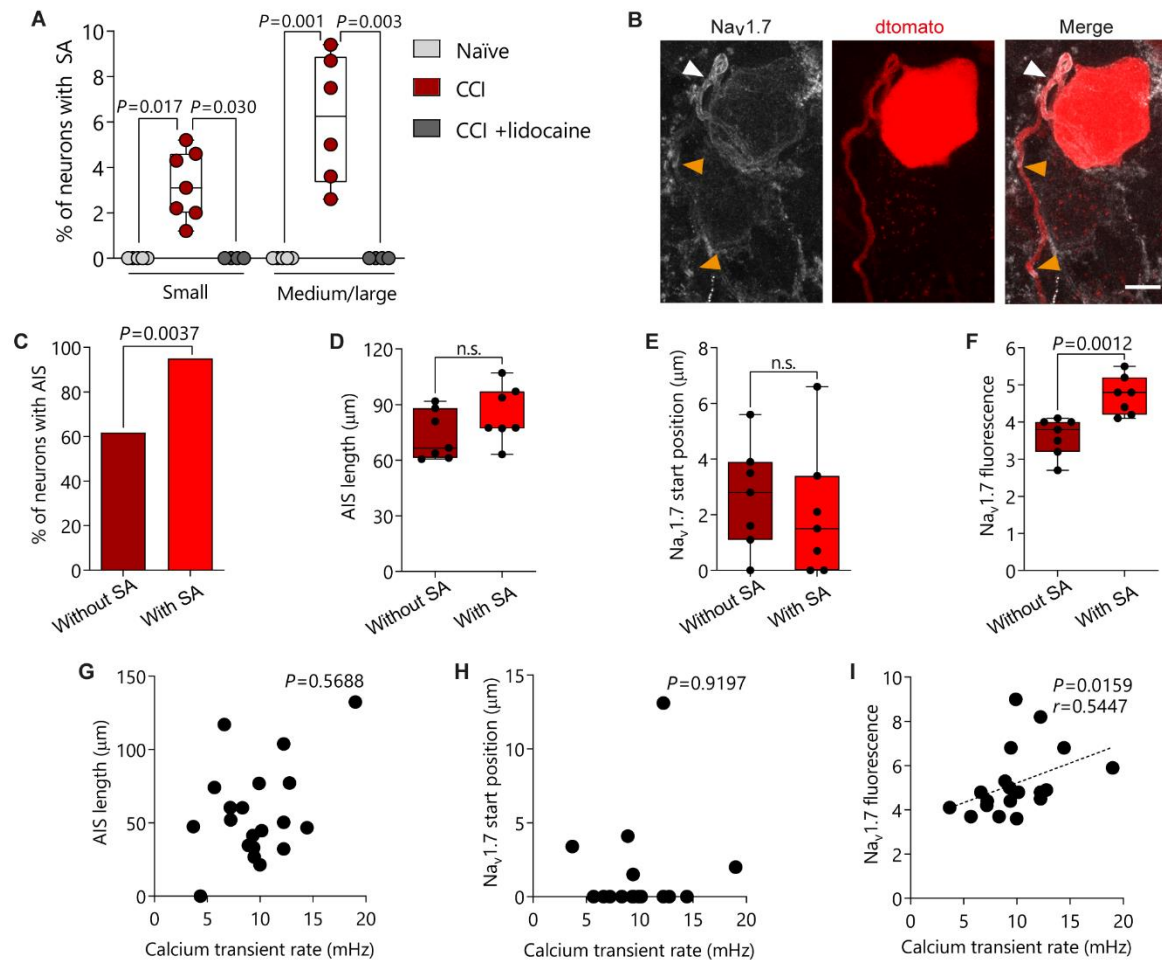 A
P=0.001 P=0.003
P=0.017 P=0.030
% of neurons with SA
10
8
6
4
2
0
Small
Medium/large
Naïve
CCI
CCI +lidocaine
B
Nav1.7
dtomato
Merge
C
P=0.0037
% of neurons with AIS
100
80
60
40
20
0
Without SA
With SA
D
n.s.
AIS length (μm)
120
90
60
30
0
Without SA
With SA
E
n.s.
Nav1.7 start position (μm)
8
6
4
2
0
Without SA
With SA
F
P=0.0012
Nav1.7 fluorescence
6
5
4
3
2
1
0
Without SA
With SA
G
P=0.5688
AIS length (μm)
150
100
50
0
0 5 10 15 20
Calcium transient rate (mHz)
H
P=0.9197
Nav1.7 start position (μm)
15
10
5
0
0 5 10 15 20
Calcium transient rate (mHz)
I
P=0.0159
r=0.5447
Nav1.7 fluorescence
10
8
6
4
2
0
0 5 10 15 20
Calcium transient rate (mHz)